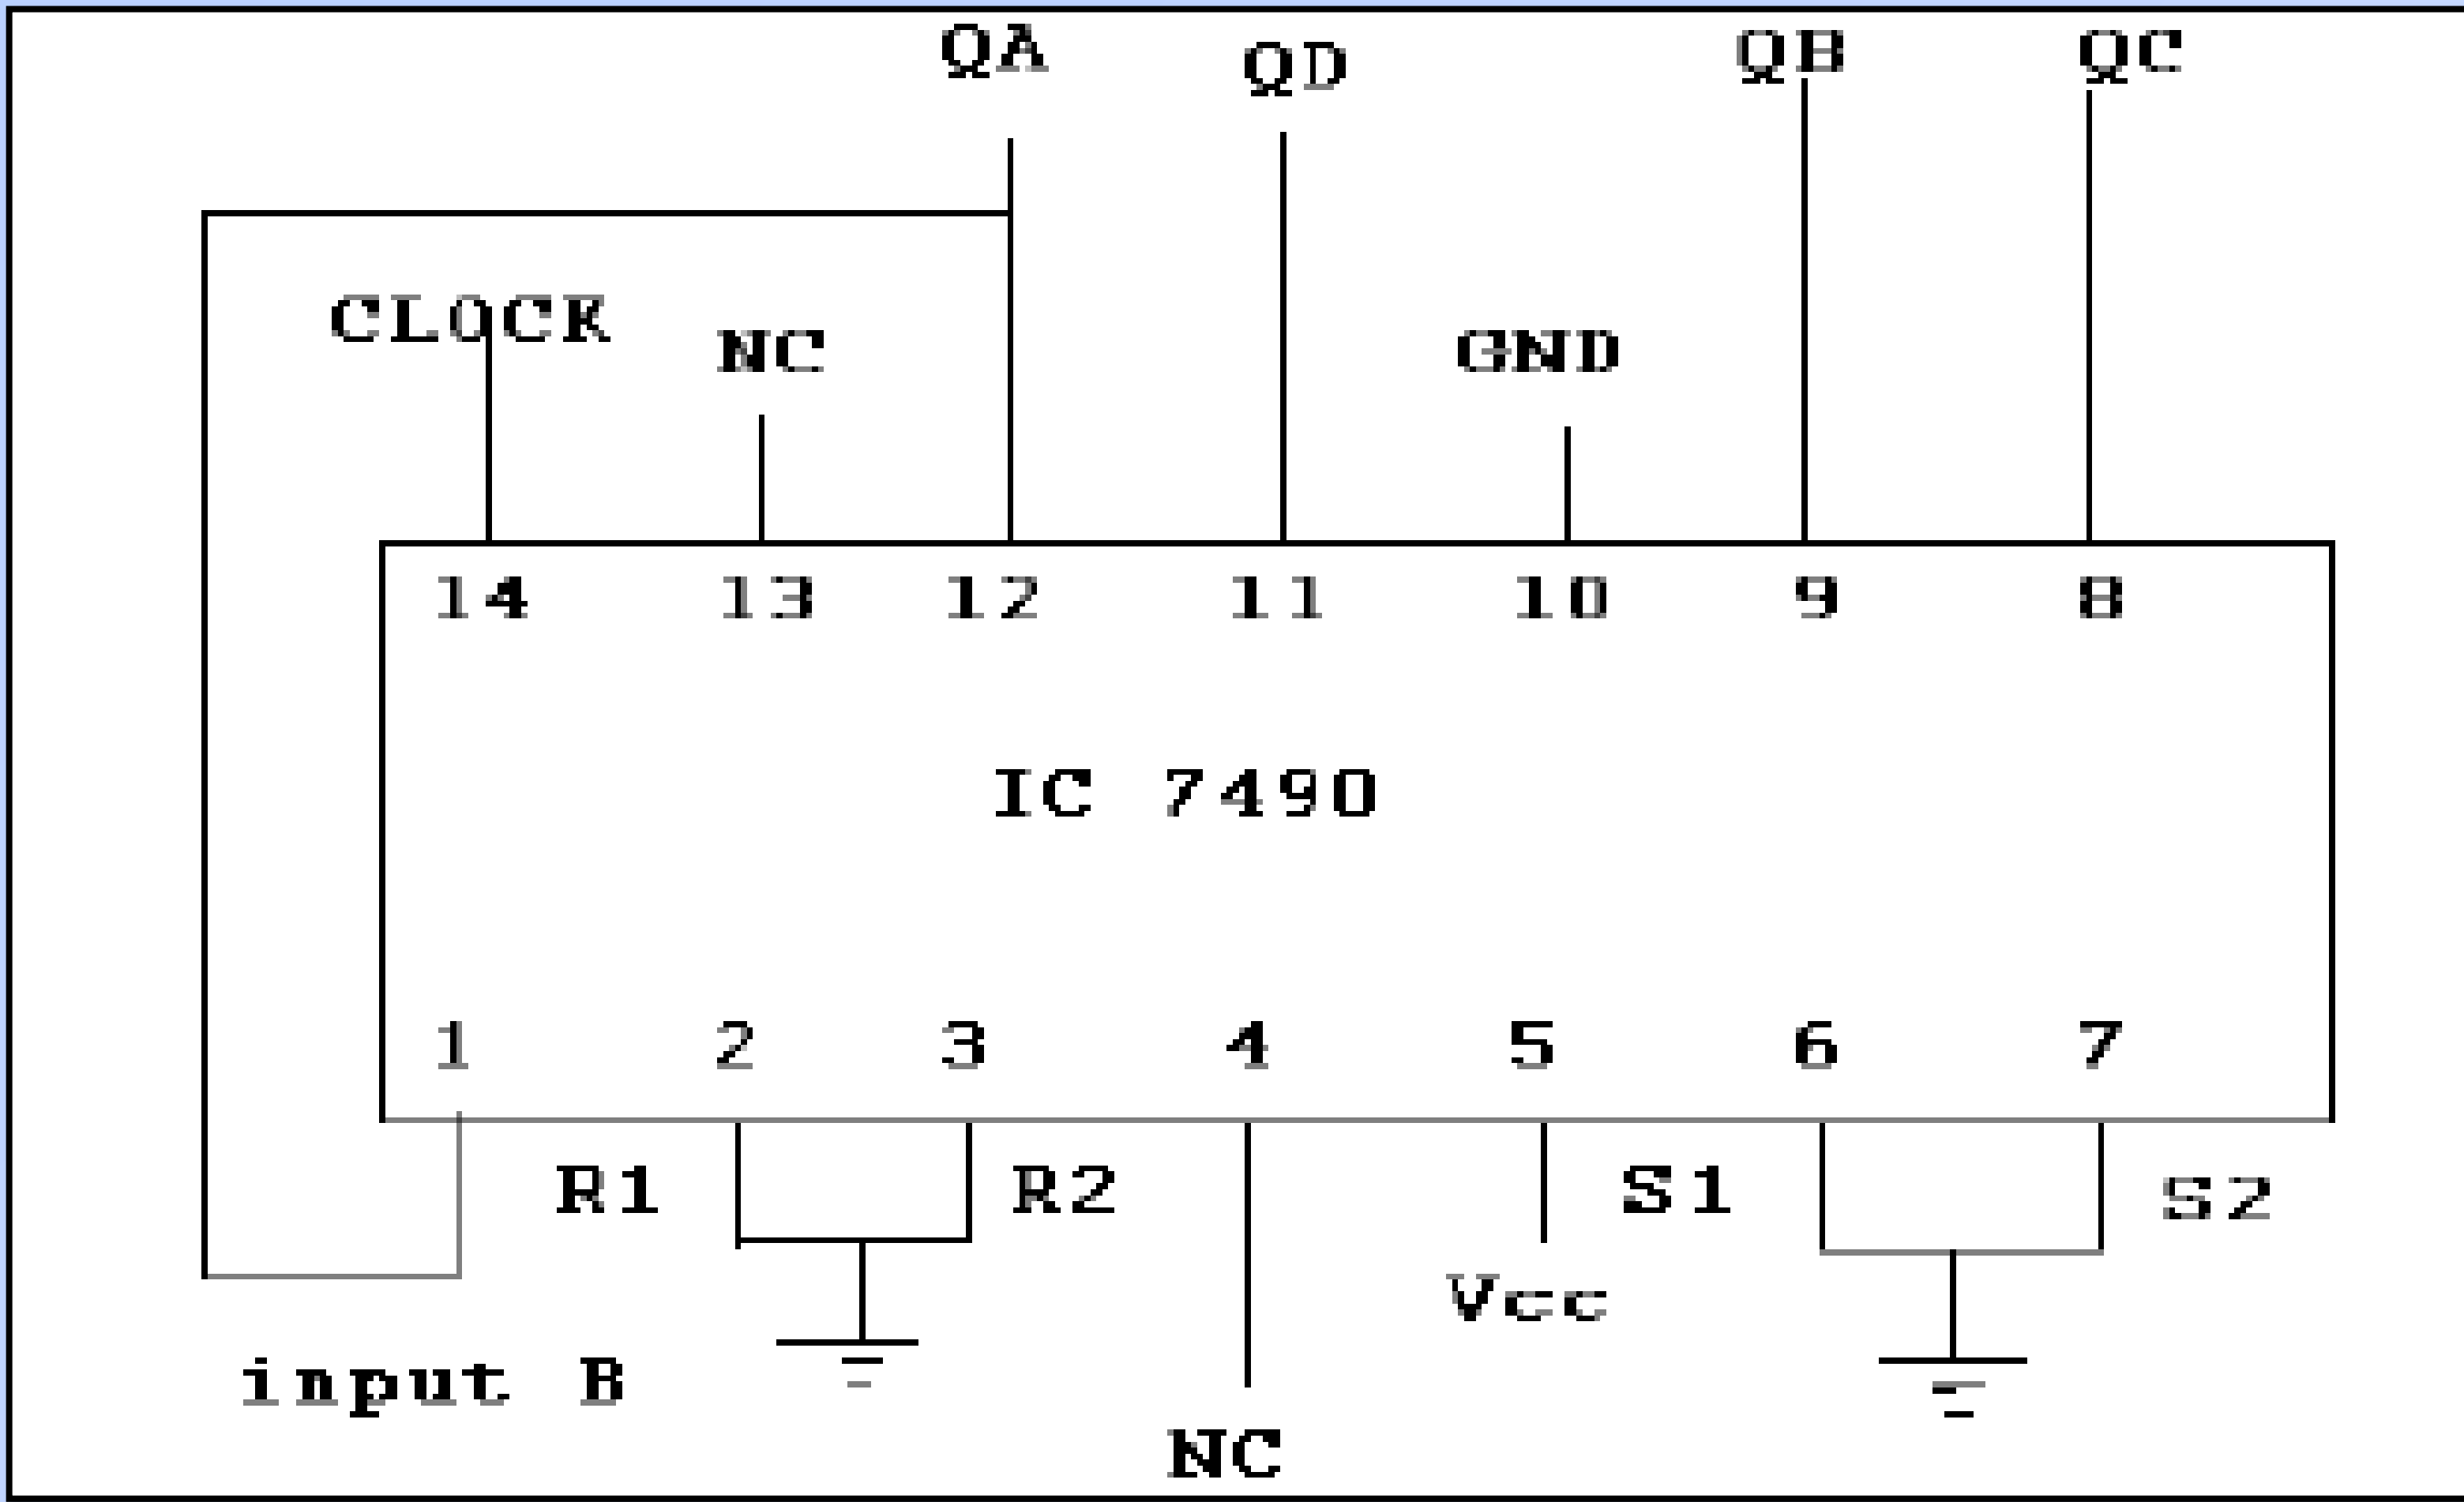 QA QD QB QC
CLOCK NC GND
14 13 12 11 10 9 8
IC 7490
1 2 3 4 5 6 7
R1 R2 S1 S2
Vcc
input B
NC